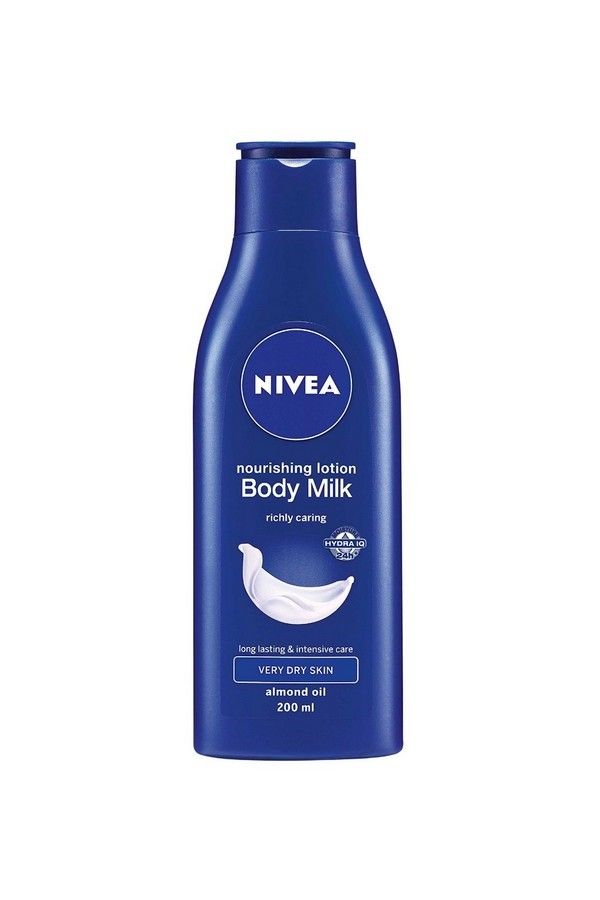 NIVEA
nourishing lotion
Body Milk
richly caring
HYDRA IQ
24h
long lasting & intensive care
VERY DRY SKIN
almond oil
200 ml